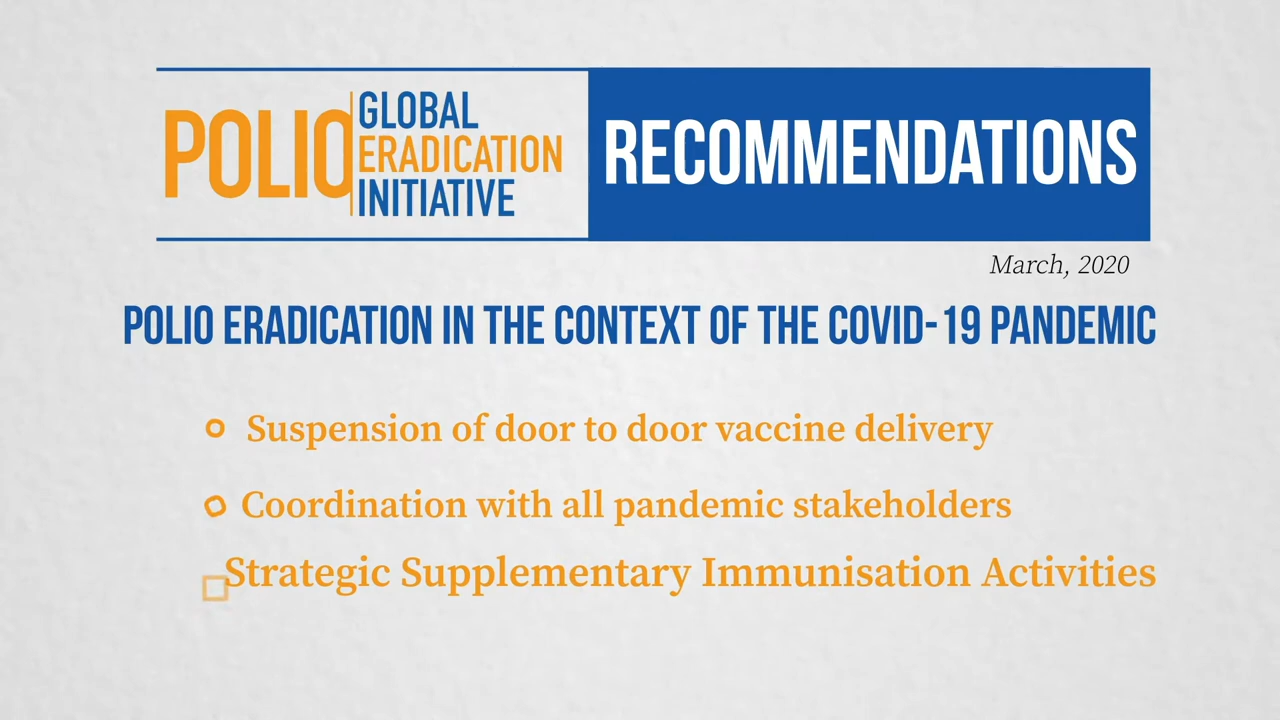 POLIO
GLOBAL
ERADICATION
INITIATIVE
RECOMMENDATIONS
March, 2020
POLIO ERADICATION IN THE CONTEXT OF THE COVID-19 PANDEMIC
Suspension of door to door vaccine delivery
Coordination with all pandemic stakeholders
Strategic Supplementary Immunisation Activities